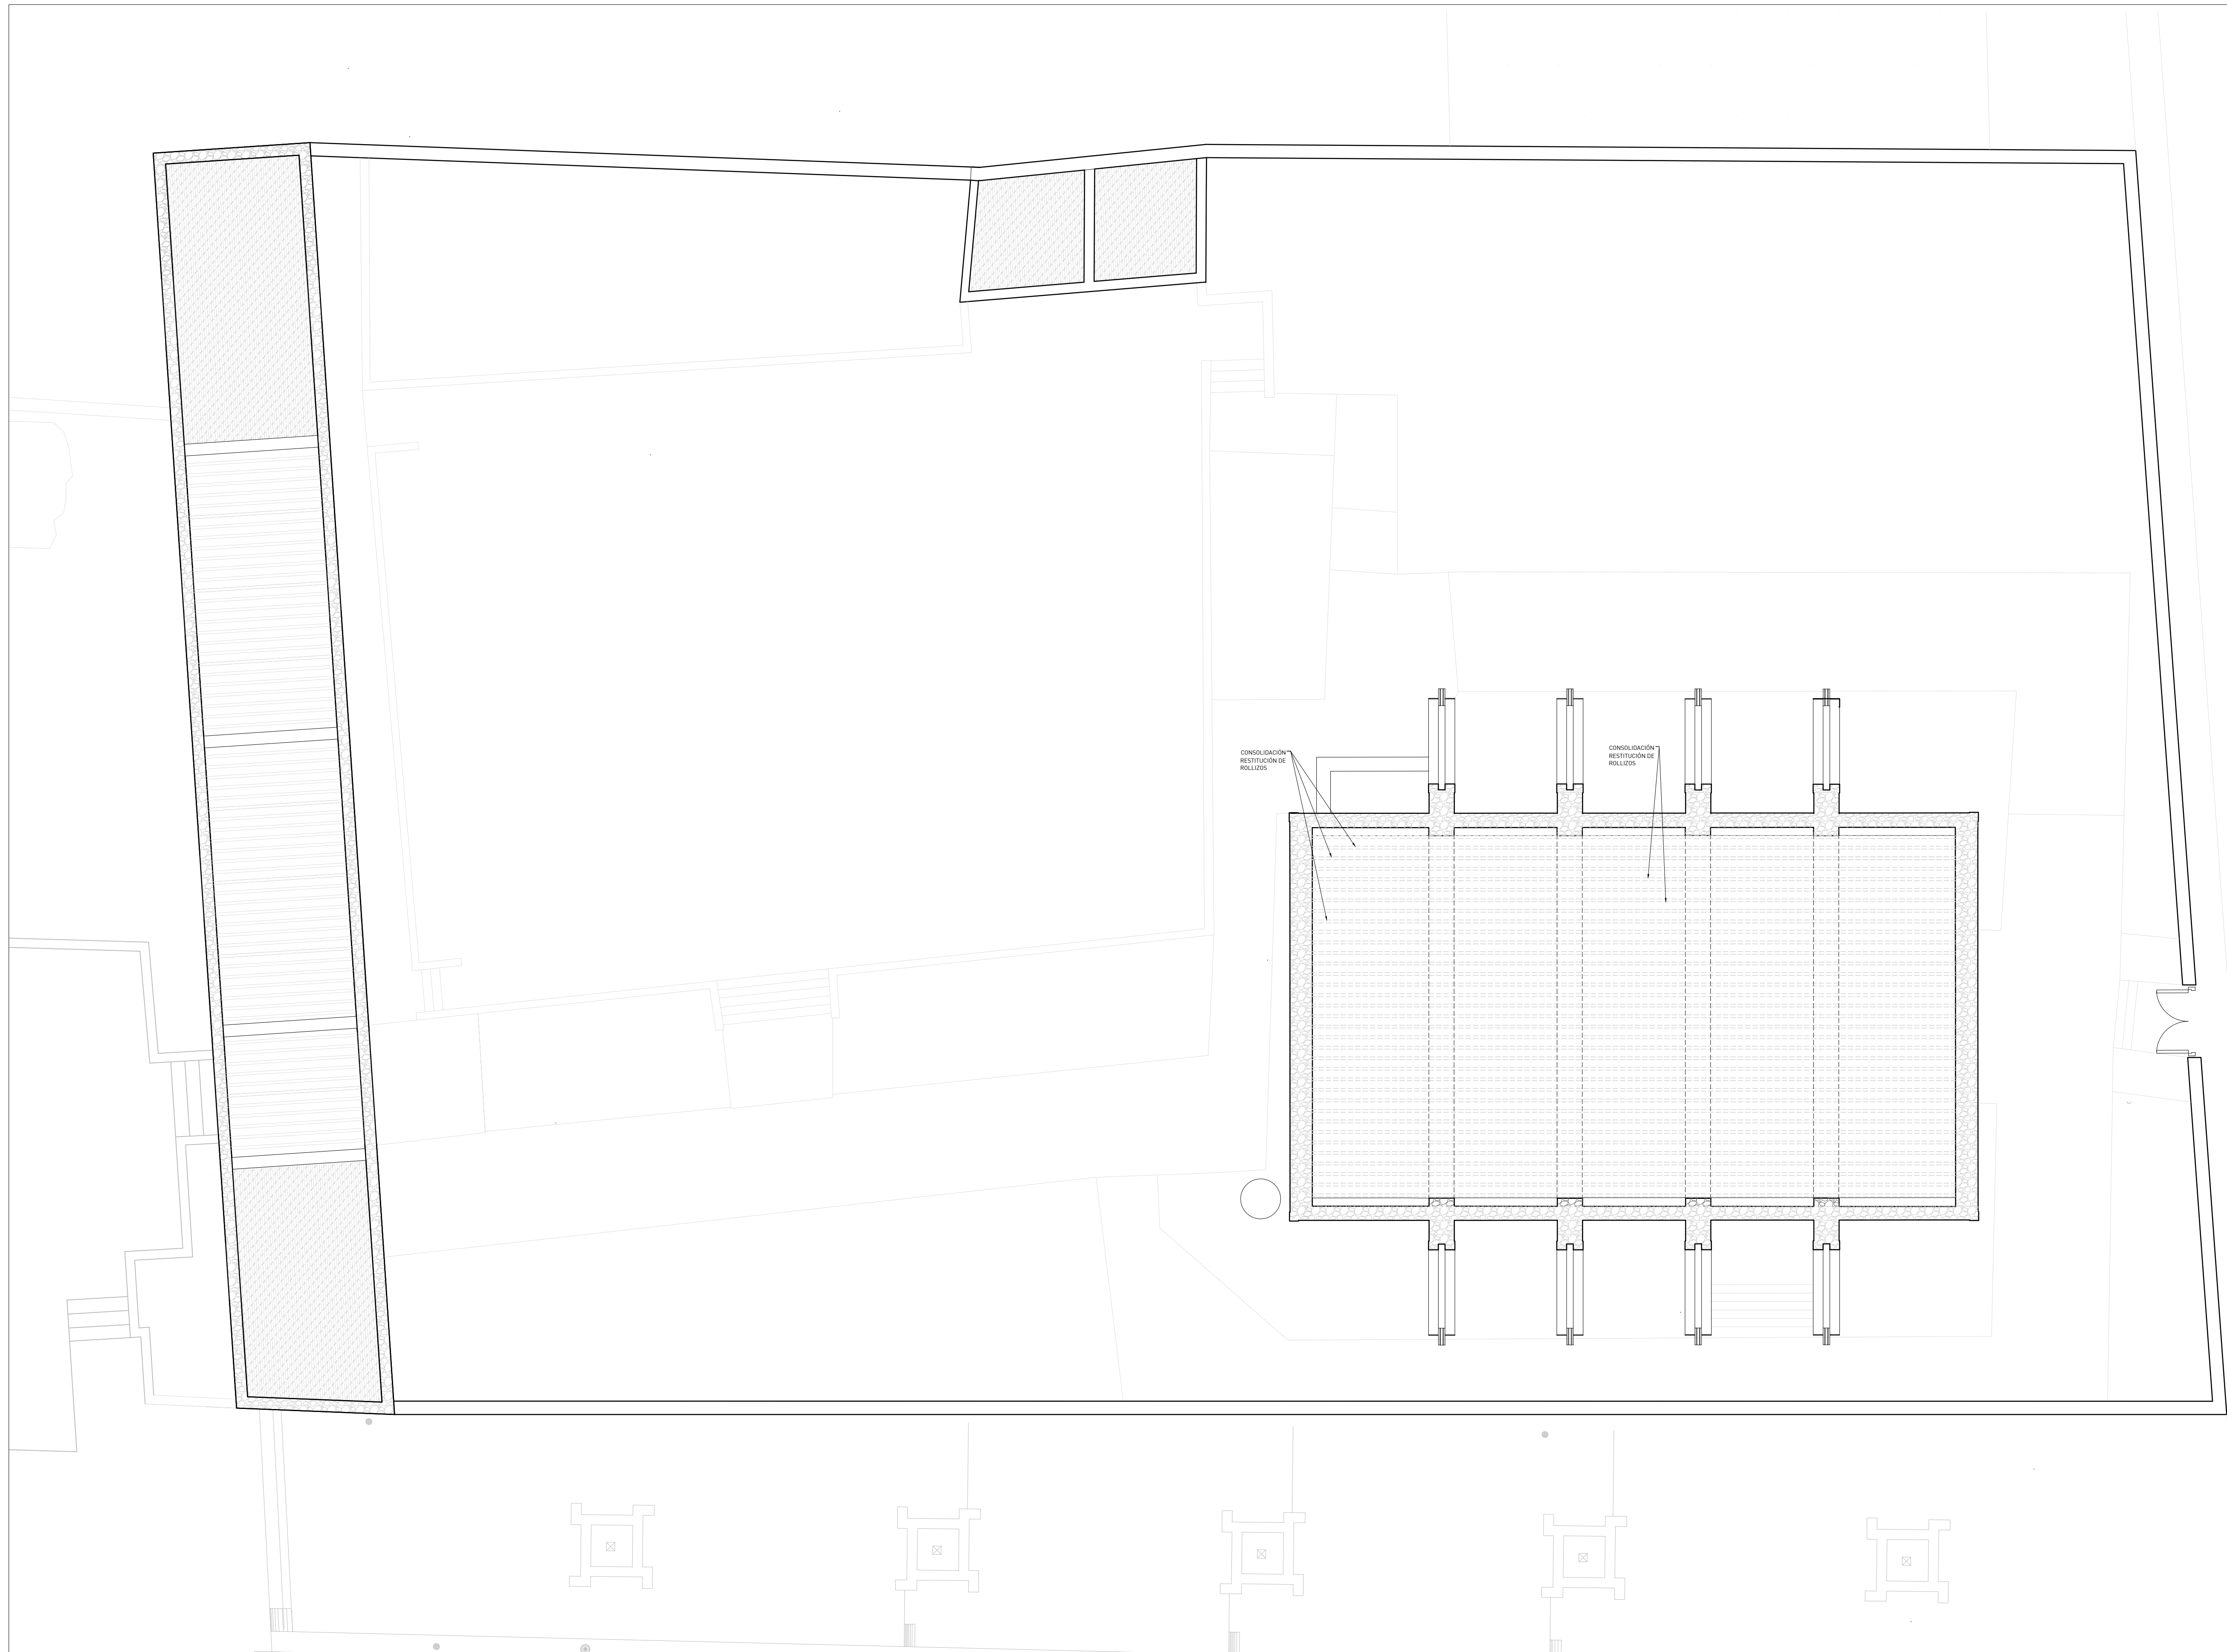 CONSOLIDACIÓN
RESTITUCIÓN DE
ROLLIZOS
CONSOLIDACIÓN
RESTITUCIÓN DE
ROLLIZOS